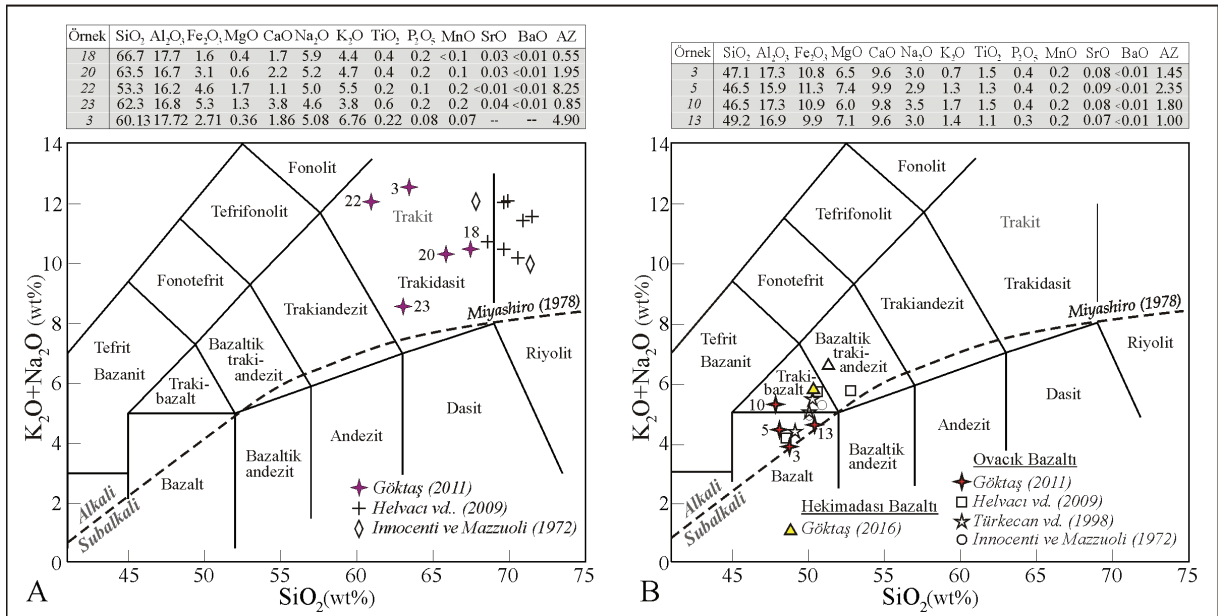 Örnek SiO2 Al2O3 Fe2O3 MgO CaO Na2O K2O TiO2 P2O5 MnO SrO BaO AZ
18 66.7 17.7 1.6 0.4 1.7 5.9 4.4 0.4 0.2 <0.1 0.03 <0.01 0.55
20 63.5 16.7 3.1 0.6 2.2 5.2 4.7 0.4 0.2 0.1 0.03 <0.01 1.95
22 53.3 16.2 4.6 1.7 1.1 5.0 5.5 0.2 0.1 0.2 <0.01 <0.01 8.25
23 62.3 16.8 5.3 1.3 3.8 4.6 3.8 0.6 0.2 0.2 0.04 <0.01 0.85
3 60.13 17.72 2.71 0.36 1.86 5.08 6.76 0.22 0.08 0.07 -- -- 4.90
14
12
10
8
6
4
2
0
K2O+Na2O (wt%)
Fonolit
Tefrifonolit
Fonotefrit
Tefrit
Bazanit
Traki-
bazalt
Bazaltik
traki-
andezit
Trakiandezit
Trakit
Trakidasit
Miyashiro (1978)
Riyolit
Dasit
Andezit
Bazaltik
andezit
Bazalt
Alkali
Subalkali
22
3
18
20
23
Göktaş (2011)
Helvacı vd.. (2009)
Innocenti ve Mazzuoli (1972)
45 50 55 60 65 70 75
A
SiO2(wt%)
Örnek SiO2 Al2O3 Fe2O3 MgO CaO Na2O K2O TiO2 P2O5 MnO SrO BaO AZ
3 47.1 17.3 10.8 6.5 9.6 3.0 0.7 1.5 0.4 0.2 0.08 <0.01 1.45
5 46.5 15.9 11.3 7.4 9.9 2.9 1.3 1.3 0.4 0.2 0.09 <0.01 2.35
10 46.5 17.3 10.9 6.0 9.8 3.5 1.7 1.5 0.4 0.2 0.08 <0.01 1.80
13 49.2 16.9 9.9 7.1 9.6 3.0 1.4 1.1 0.3 0.2 0.07 <0.01 1.00
14
12
10
8
6
4
2
0
K2O+Na2O (wt%)
Fonolit
Tefrifonolit
Fonotefrit
Tefrit
Bazanit
Traki-
bazalt
Bazaltik
traki-
andezit
Trakiandezit
Trakit
Trakidasit
Miyashiro (1978)
Riyolit
Dasit
Andezit
Bazaltik
andezit
Bazalt
Alkali
Subalkali
10
5
13
3
Ovacık Bazaltı
Göktaş (2011)
Helvacı vd. (2009)
Türkecan vd. (1998)
Innocenti ve Mazzuoli (1972)
Hekimadası Bazaltı
Göktaş (2016)
45 50 55 60 65 70 75
B
SiO2(wt%)